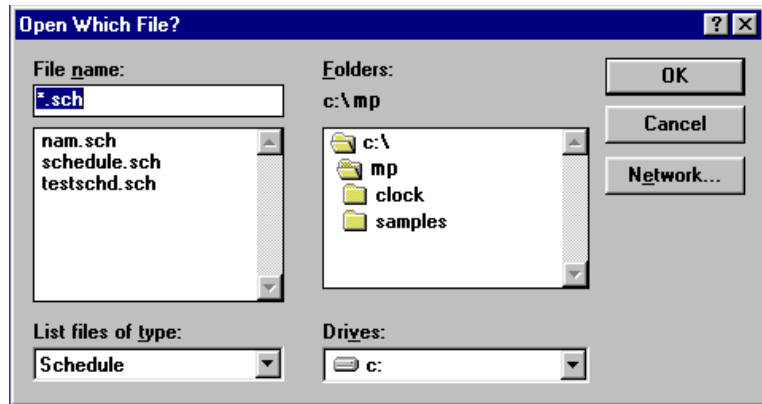 Open Which File?
File name:
*.sch
nam.sch
schedule.sch
testschd.sch
List files of type:
Schedule
Folders:
c:\mp
c:\
mp
clock
samples
Drives:
c:
OK
Cancel
Network...